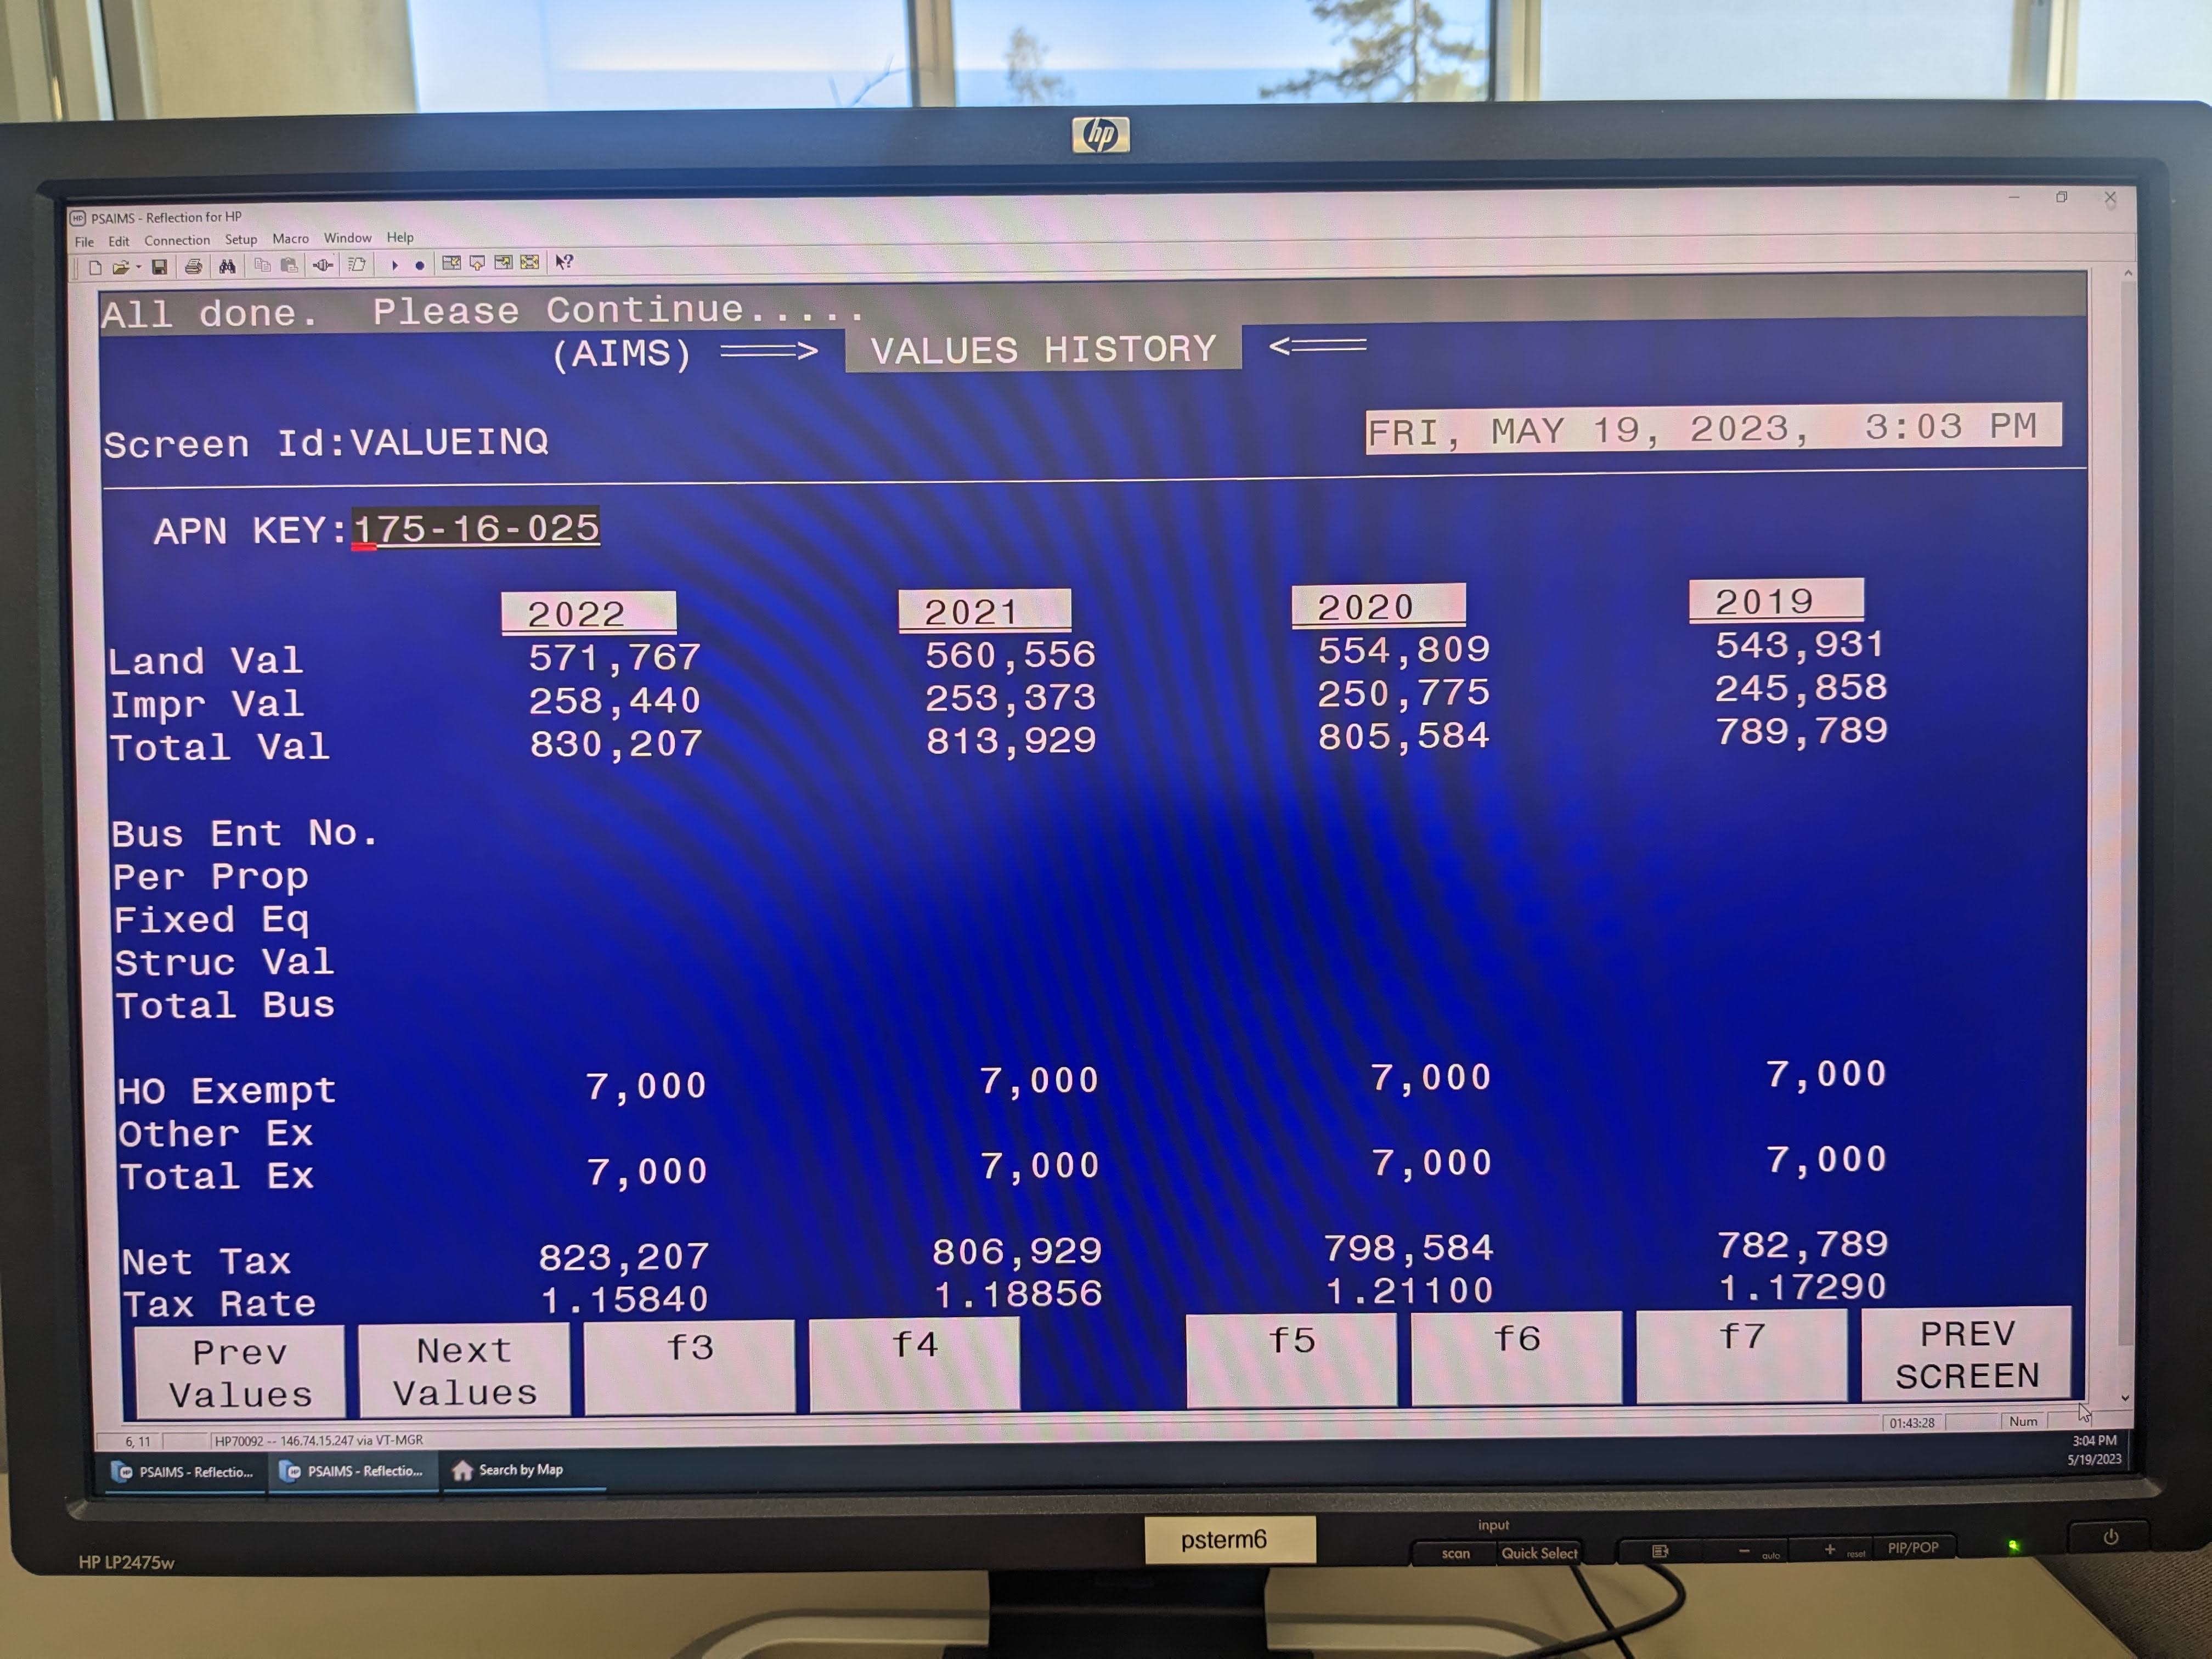 hp
PSAIMS - Reflection for HP
File Edit Connection Setup Macro Window Help
All done. Please Continue.....
(AIMS) ===> VALUES HISTORY <===
Screen Id:VALUEINQ FRI, MAY 19, 2023, 3:03 PM
APN KEY:175-16-025
2022 2021 2020 2019
Land Val 571,767 560,556 554,809 543,931
Impr Val 258,440 253,373 250,775 245,858
Total Val 830,207 813,929 805,584 789,789
Bus Ent No.
Per Prop
Fixed Eq
Struc Val
Total Bus
HO Exempt 7,000 7,000 7,000 7,000
Other Ex
Total Ex 7,000 7,000 7,000 7,000
Net Tax 823,207 806,929 798,584 782,789
Tax Rate 1.15840 1.18856 1.21100 1.17290
Prev Values Next Values f3 f4 f5 f6 f7 PREV SCREEN
01:43:28 Num
6, 11 HP70092 -- 146.74.15.247 via VT-MGR
3:04 PM
5/19/2023
PSAIMS - Reflectio... PSAIMS - Reflectio... Search by Map
psterm6
input
scan Quick Select - auto + reset PIP/POP
HP LP2475w